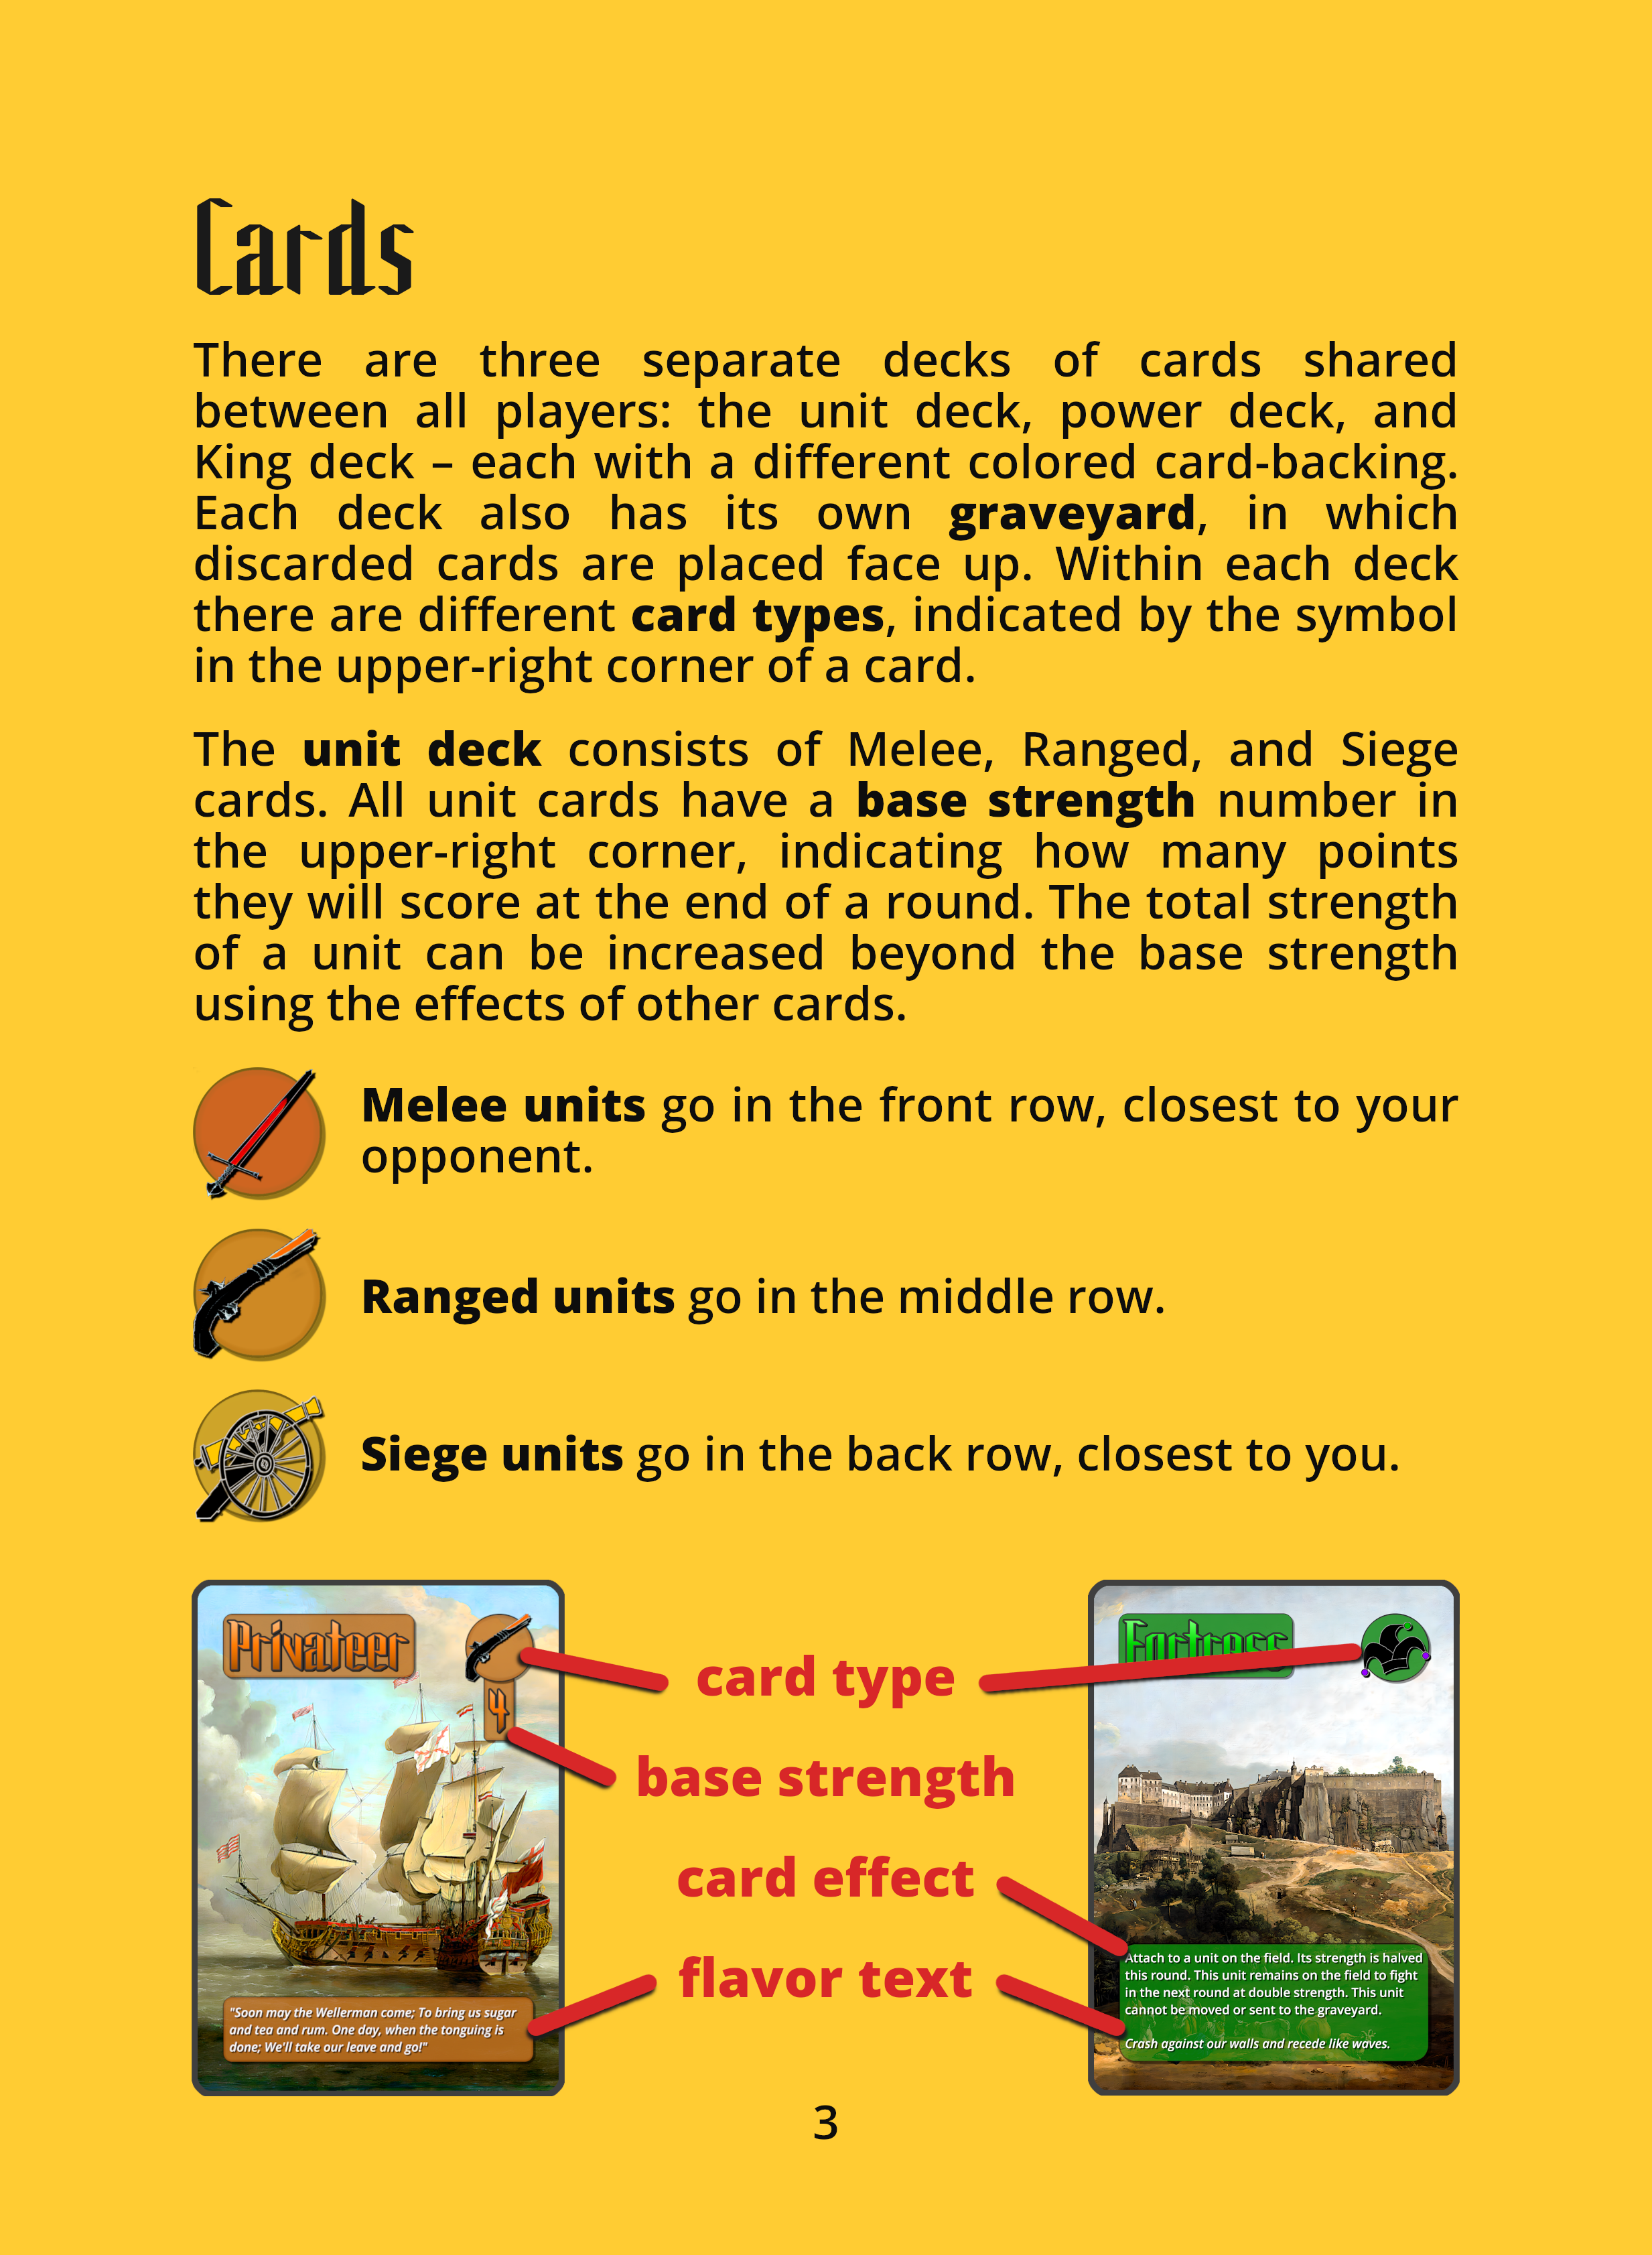 Cards
There are three separate decks of cards shared
between all players: the unit deck, power deck, and
King deck – each with a different colored card-backing.
Each deck also has its own graveyard, in which
discarded cards are placed face up. Within each deck
there are different card types, indicated by the symbol
in the upper-right corner of a card.
The unit deck consists of Melee, Ranged, and Siege
cards. All unit cards have a base strength number in
the upper-right corner, indicating how many points
they will score at the end of a round. The total strength
of a unit can be increased beyond the base strength
using the effects of other cards.
Melee units go in the front row, closest to your
opponent.
Ranged units go in the middle row.
Siege units go in the back row, closest to you.
Privateer
4
"Soon may the Wellerman come; To bring us sugar
and tea and rum. One day, when the tonguing is
done; We'll take our leave and go!"
card type
base strength
card effect
flavor text
Fortress
Attach to a unit on the field. Its strength is halved
this round. This unit remains on the field to fight
in the next round at double strength. This unit
cannot be moved or sent to the graveyard.
Crash against our walls and recede like waves.
3